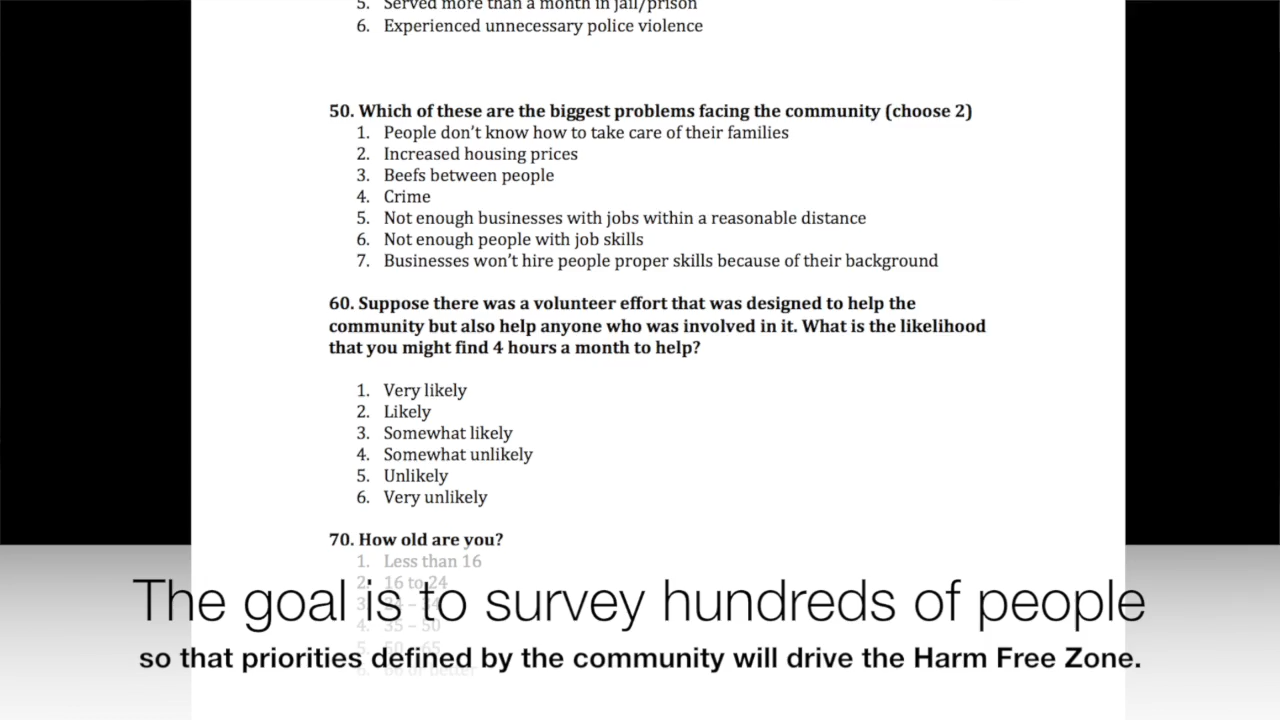 5. Served more than a month in jail/prison
6. Experienced unnecessary police violence
50. Which of these are the biggest problems facing the community (choose 2)
1. People don't know how to take care of their families
2. Increased housing prices
3. Beefs between people
4. Crime
5. Not enough businesses with jobs within a reasonable distance
6. Not enough people with job skills
7. Businesses won't hire people proper skills because of their background
60. Suppose there was a volunteer effort that was designed to help the
community but also help anyone who was involved in it. What is the likelihood
that you might find 4 hours a month to help?
1. Very likely
2. Likely
3. Somewhat likely
4. Somewhat unlikely
5. Unlikely
6. Very unlikely
70. How old are you?
1. Less than 16
2. 16 to 24
4. 35 – 50
The goal is to survey hundreds of people
so that priorities defined by the community will drive the Harm Free Zone.